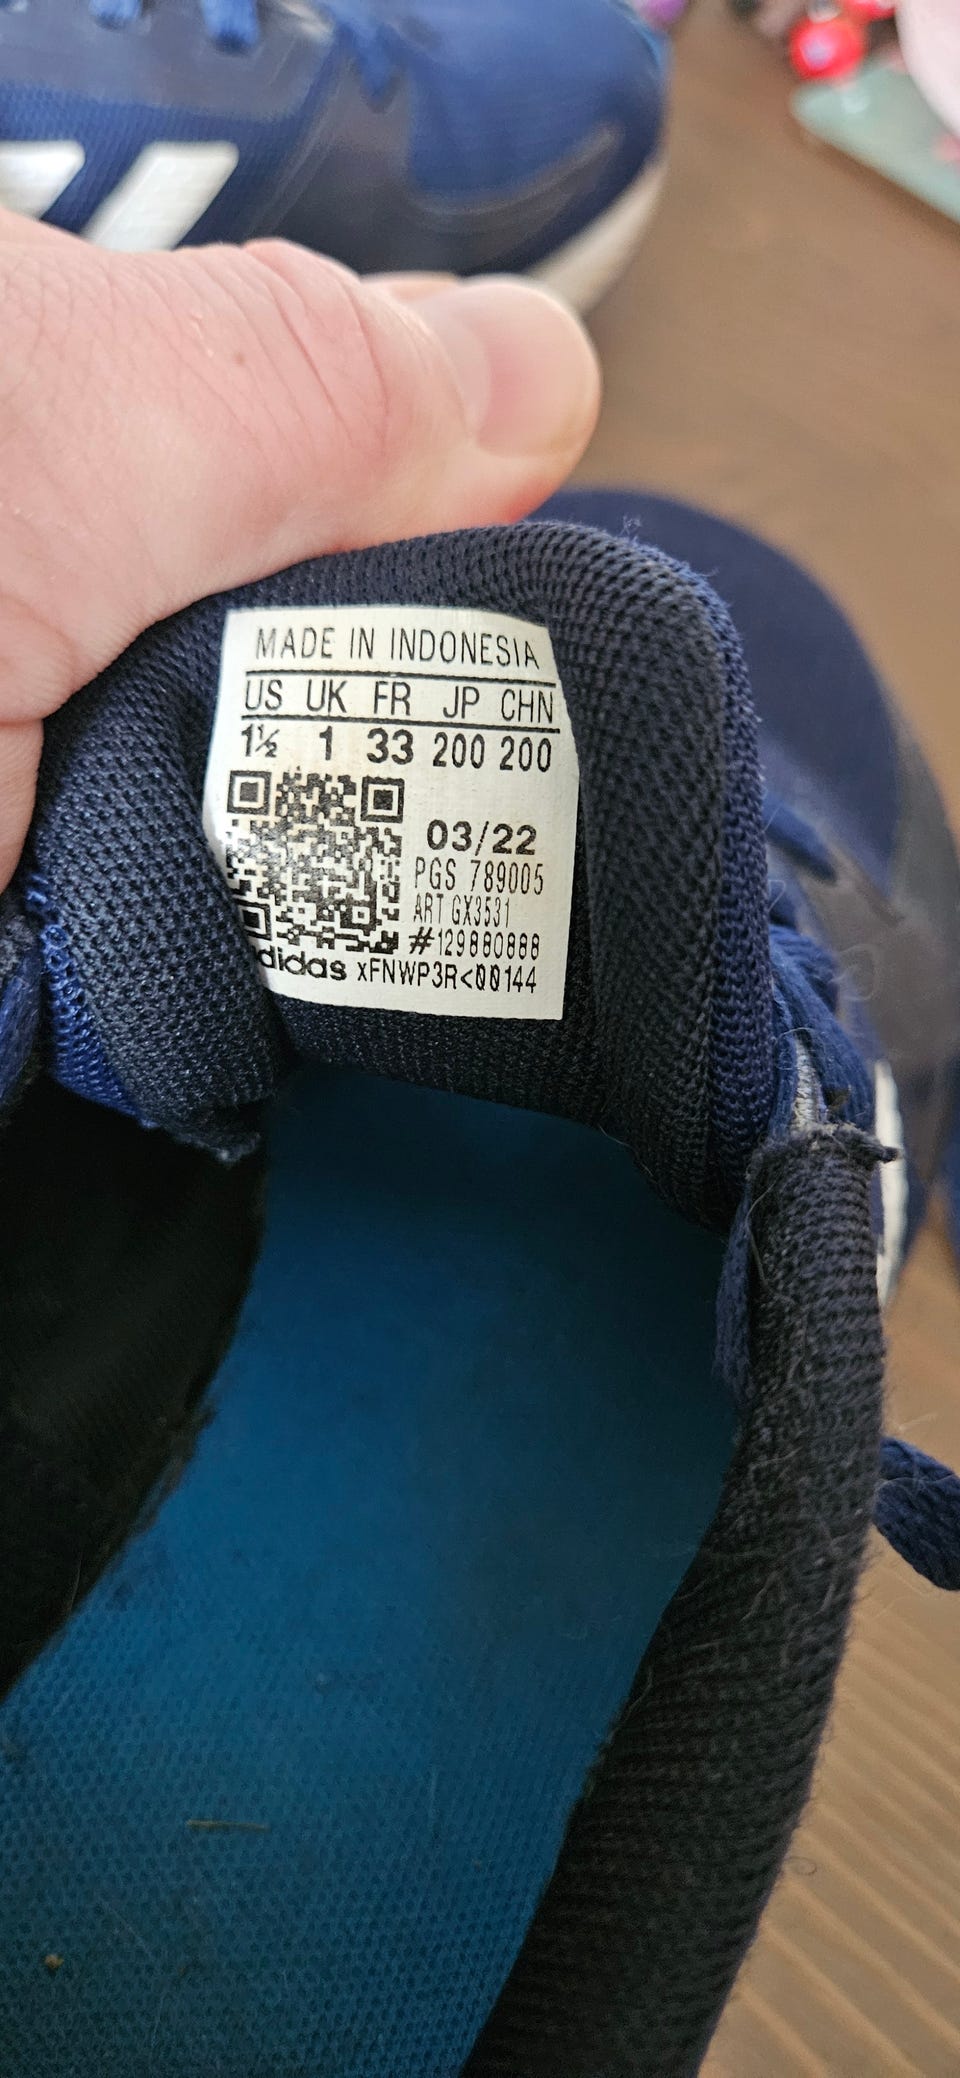 MADE IN INDONESIA
US UK FR JP CHN
1½ 1 33 200 200
03/22
PGS 789005
ART GX3531
#129880888
adidas xFNWP3R<00144